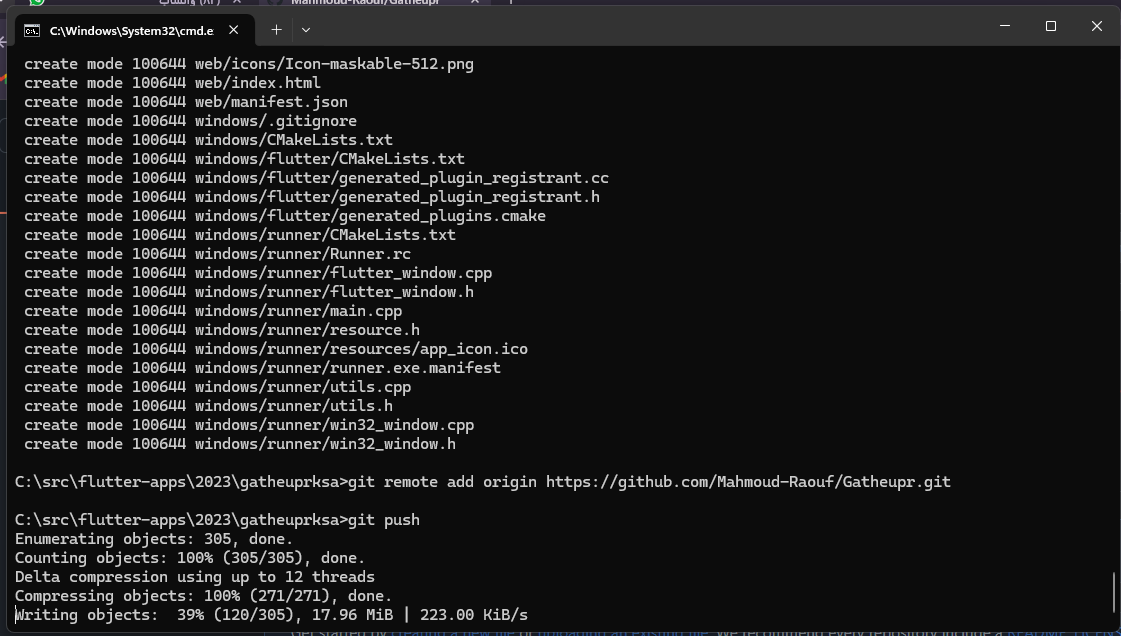 واتساب (٨٢)
Mahmoud-Raouf/Gatheupr
C:\Windows\System32\cmd.e
create mode 100644 web/icons/Icon-maskable-512.png
create mode 100644 web/index.html
create mode 100644 web/manifest.json
create mode 100644 windows/.gitignore
create mode 100644 windows/CMakeLists.txt
create mode 100644 windows/flutter/CMakeLists.txt
create mode 100644 windows/flutter/generated_plugin_registrant.cc
create mode 100644 windows/flutter/generated_plugin_registrant.h
create mode 100644 windows/flutter/generated_plugins.cmake
create mode 100644 windows/runner/CMakeLists.txt
create mode 100644 windows/runner/Runner.rc
create mode 100644 windows/runner/flutter_window.cpp
create mode 100644 windows/runner/flutter_window.h
create mode 100644 windows/runner/main.cpp
create mode 100644 windows/runner/resource.h
create mode 100644 windows/runner/resources/app_icon.ico
create mode 100644 windows/runner/runner.exe.manifest
create mode 100644 windows/runner/utils.cpp
create mode 100644 windows/runner/utils.h
create mode 100644 windows/runner/win32_window.cpp
create mode 100644 windows/runner/win32_window.h
C:\src\flutter-apps\2023\gatheuprksa>git remote add origin https://github.com/Mahmoud-Raouf/Gatheupr.git
C:\src\flutter-apps\2023\gatheuprksa>git push
Enumerating objects: 305, done.
Counting objects: 100% (305/305), done.
Delta compression using up to 12 threads
Compressing objects: 100% (271/271), done.
Writing objects:  39% (120/305), 17.96 MiB | 223.00 KiB/s